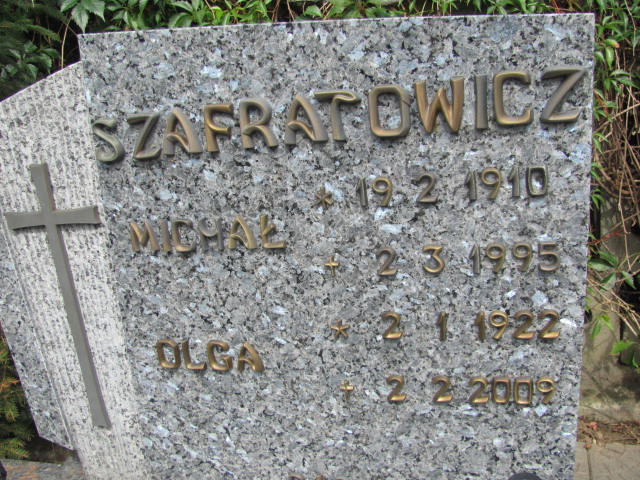 SZAFRATOWICZ
* 19 2 1910
MICHAŁ
+ 2 3 1995
* 2 1 1922
OLGA
+ 2 2 2009